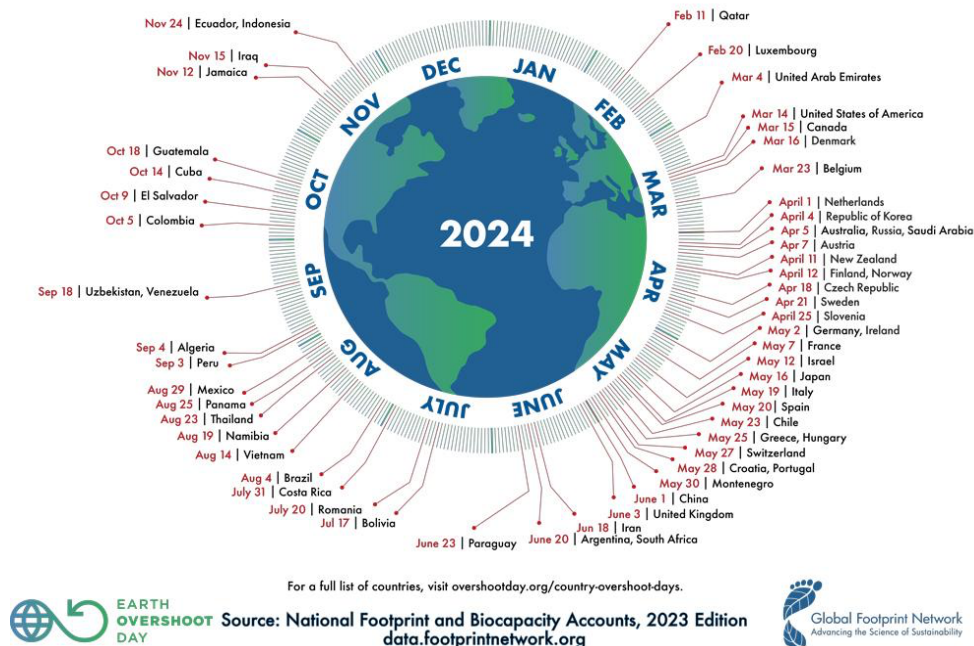 Nov 24 | Ecuador, Indonesia
Nov 15 | Iraq
Nov 12 | Jamaica
Oct 18 | Guatemala
Oct 14 | Cuba
Oct 9 | El Salvador
Oct 5 | Colombia
Sep 18 | Uzbekistan, Venezuela
Sep 4 | Algeria
Sep 3 | Peru
Aug 29 | Mexico
Aug 25 | Panama
Aug 23 | Thailand
Aug 19 | Namibia
Aug 14 | Vietnam
Aug 4 | Brazil
July 31 | Costa Rica
July 20 | Romania
Jul 17 | Bolivia
JAN
FEB
MAR
APR
MAY
JUNE
JULY
AUG
SEP
OCT
NOV
DEC
2024
Feb 11 | Qatar
Feb 20 | Luxembourg
Mar 4 | United Arab Emirates
Mar 14 | United States of America
Mar 15 | Canada
Mar 16 | Denmark
Mar 23 | Belgium
April 1 | Netherlands
April 4 | Republic of Korea
Apr 5 | Australia, Russia, Saudi Arabia
Apr 7 | Austria
April 11 | New Zealand
April 12 | Finland, Norway
Apr 18 | Czech Republic
Apr 21 | Sweden
April 25 | Slovenia
May 2 | Germany, Ireland
May 7 | France
May 12 | Israel
May 16 | Japan
May 19 | Italy
May 20 | Spain
May 23 | Chile
May 25 | Greece, Hungary
May 27 | Switzerland
May 28 | Croatia, Portugal
May 30 | Montenegro
June 1 | China
June 3 | United Kingdom
Jun 18 | Iran
June 20 | Argentina, South Africa
June 23 | Paraguay
For a full list of countries, visit overshootday.org/country-overshoot-days.
EARTH
OVERSHOOT
DAY
Source: National Footprint and Biocapacity Accounts, 2023 Edition
data.footprintnetwork.org
Global Footprint Network
Advancing the Science of Sustainability